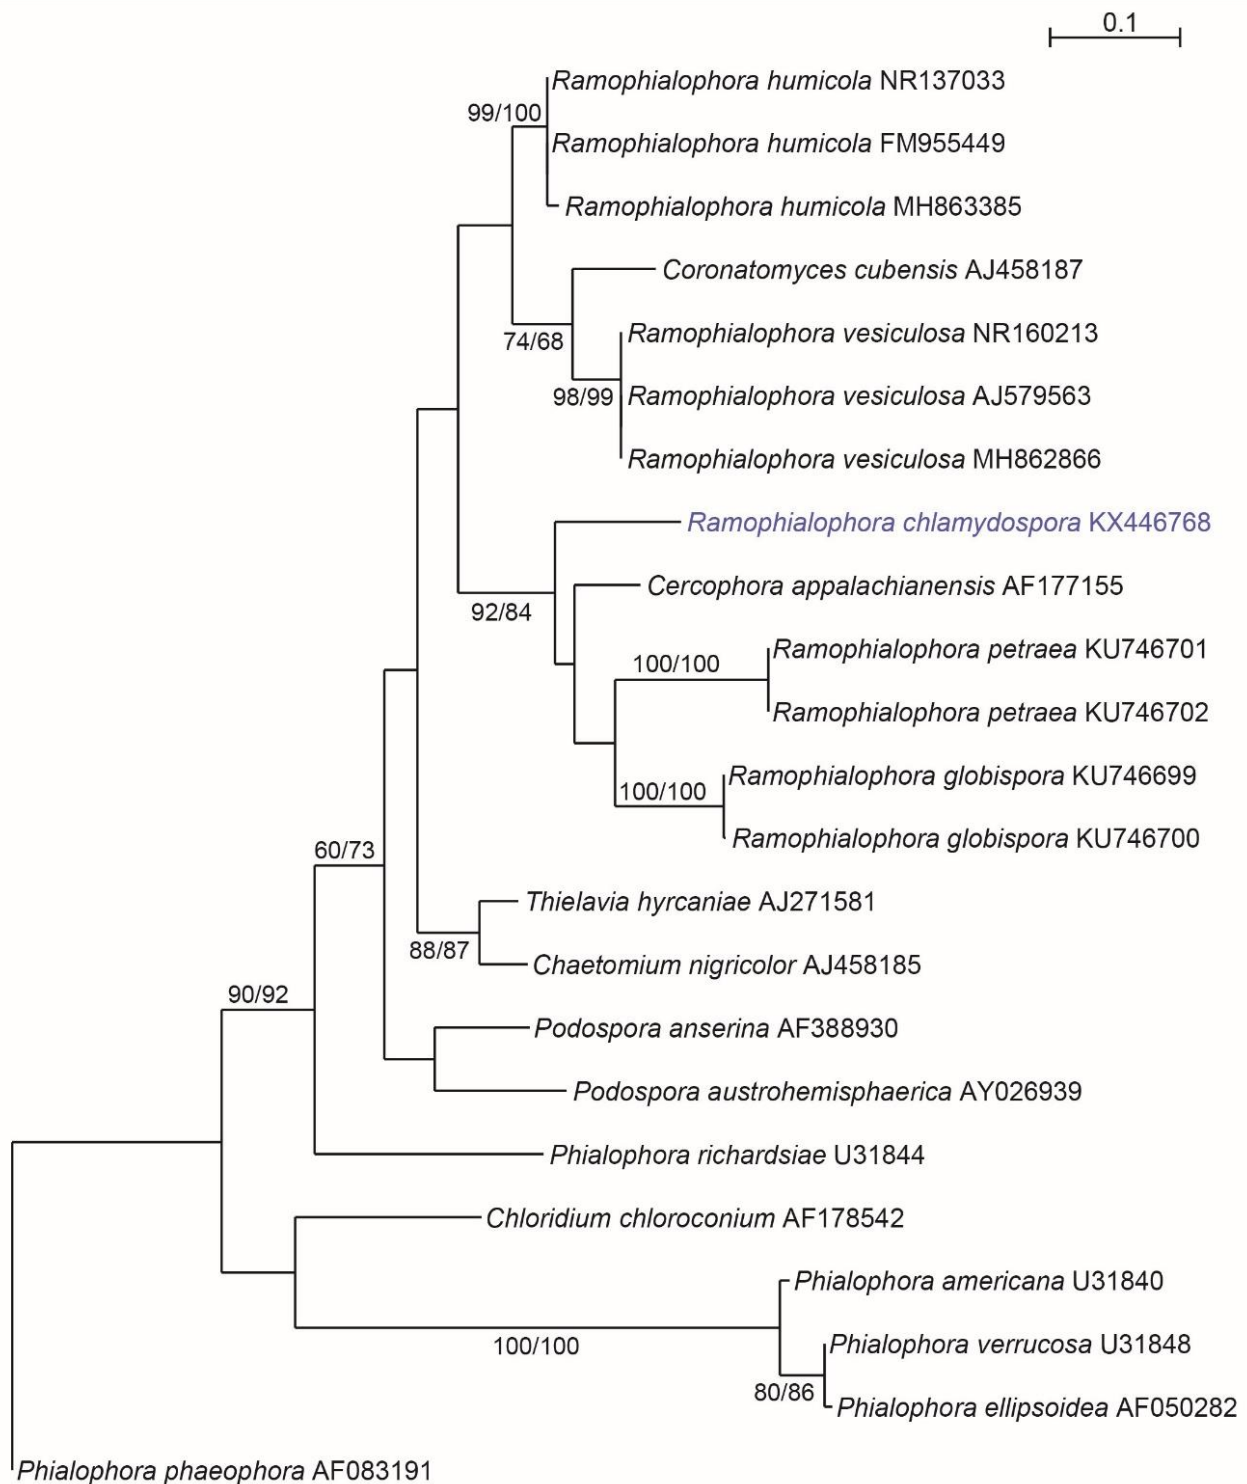 0.1
Ramophialophora humicola NR137033
99/100
Ramophialophora humicola FM955449
Ramophialophora humicola MH863385
Coronatomyces cubensis AJ458187
Ramophialophora vesiculosa NR160213
74/68
Ramophialophora vesiculosa AJ579563
98/99
Ramophialophora vesiculosa MH862866
Ramophialophora chlamydospora KX446768
Cercophora appalachianensis AF177155
92/84
Ramophialophora petraea KU746701
100/100
Ramophialophora petraea KU746702
Ramophialophora globispora KU746699
100/100
Ramophialophora globispora KU746700
60/73
Thielavia hyrcaniae AJ271581
88/87
Chaetomium nigricolor AJ458185
90/92
Podospora anserina AF388930
Podospora austrohemisphaerica AY026939
Phialophora richardsiae U31844
Chloridium chloroconium AF178542
Phialophora americana U31840
100/100
Phialophora verrucosa U31848
80/86
Phialophora ellipsoidea AF050282
Phialophora phaeophora AF083191